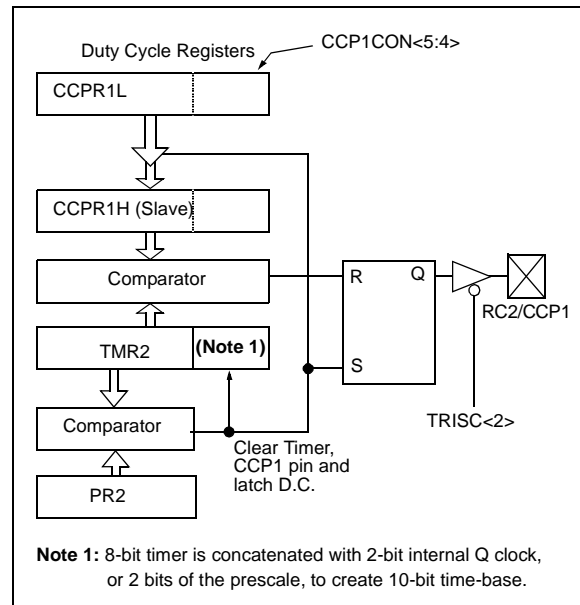 Duty Cycle Registers
CCP1CON<5:4>
CCPR1L
CCPR1H (Slave)
Comparator
R
Q
RC2/CCP1
TMR2
(Note 1)
S
TRISC<2>
Comparator
Clear Timer,
CCP1 pin and
latch D.C.
PR2
Note 1: 8-bit timer is concatenated with 2-bit internal Q clock,
or 2 bits of the prescale, to create 10-bit time-base.